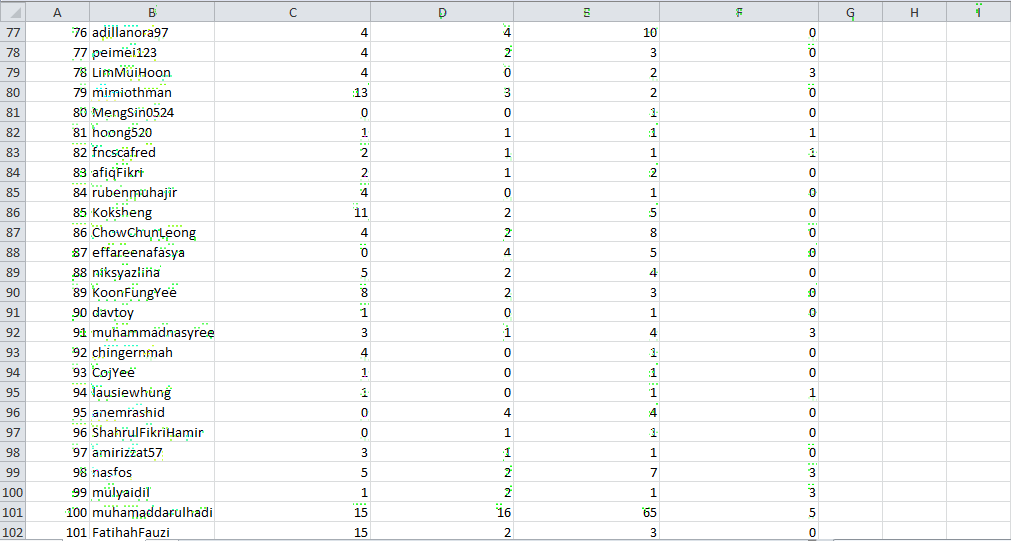 A B C D E F G H I
77 76 adillanora97 4 4 10 0
78 77 peimei123 4 2 3 0
79 78 LimMuiHoon 4 0 2 3
80 79 mimiothman 13 3 2 0
81 80 MengSin0524 0 0 1 0
82 81 hoong520 1 1 1 1
83 82 fncscafred 2 1 1 1
84 83 afiqFikri 2 1 2 0
85 84 rubenmuhajir 4 0 1 0
86 85 Koksheng 11 2 5 0
87 86 ChowChunLeong 4 2 8 0
88 87 effareenafasya 0 4 5 0
89 88 niksyazlina 5 2 4 0
90 89 KoonFungYee 8 2 3 0
91 90 davtoy 1 0 1 0
92 91 muhammadnasyree 3 1 4 3
93 92 chingernmah 4 0 1 0
94 93 CojYee 1 0 1 0
95 94 lausiewhung 1 0 1 1
96 95 anemrashid 0 4 4 0
97 96 ShahrulFikriHamir 0 1 1 0
98 97 amirizzat57 3 1 1 0
99 98 nasfos 5 2 7 3
100 99 mulyaidil 1 2 1 3
101 100 muhamaddarulhadi 15 16 65 5
102 101 FatihahFauzi 15 2 3 0